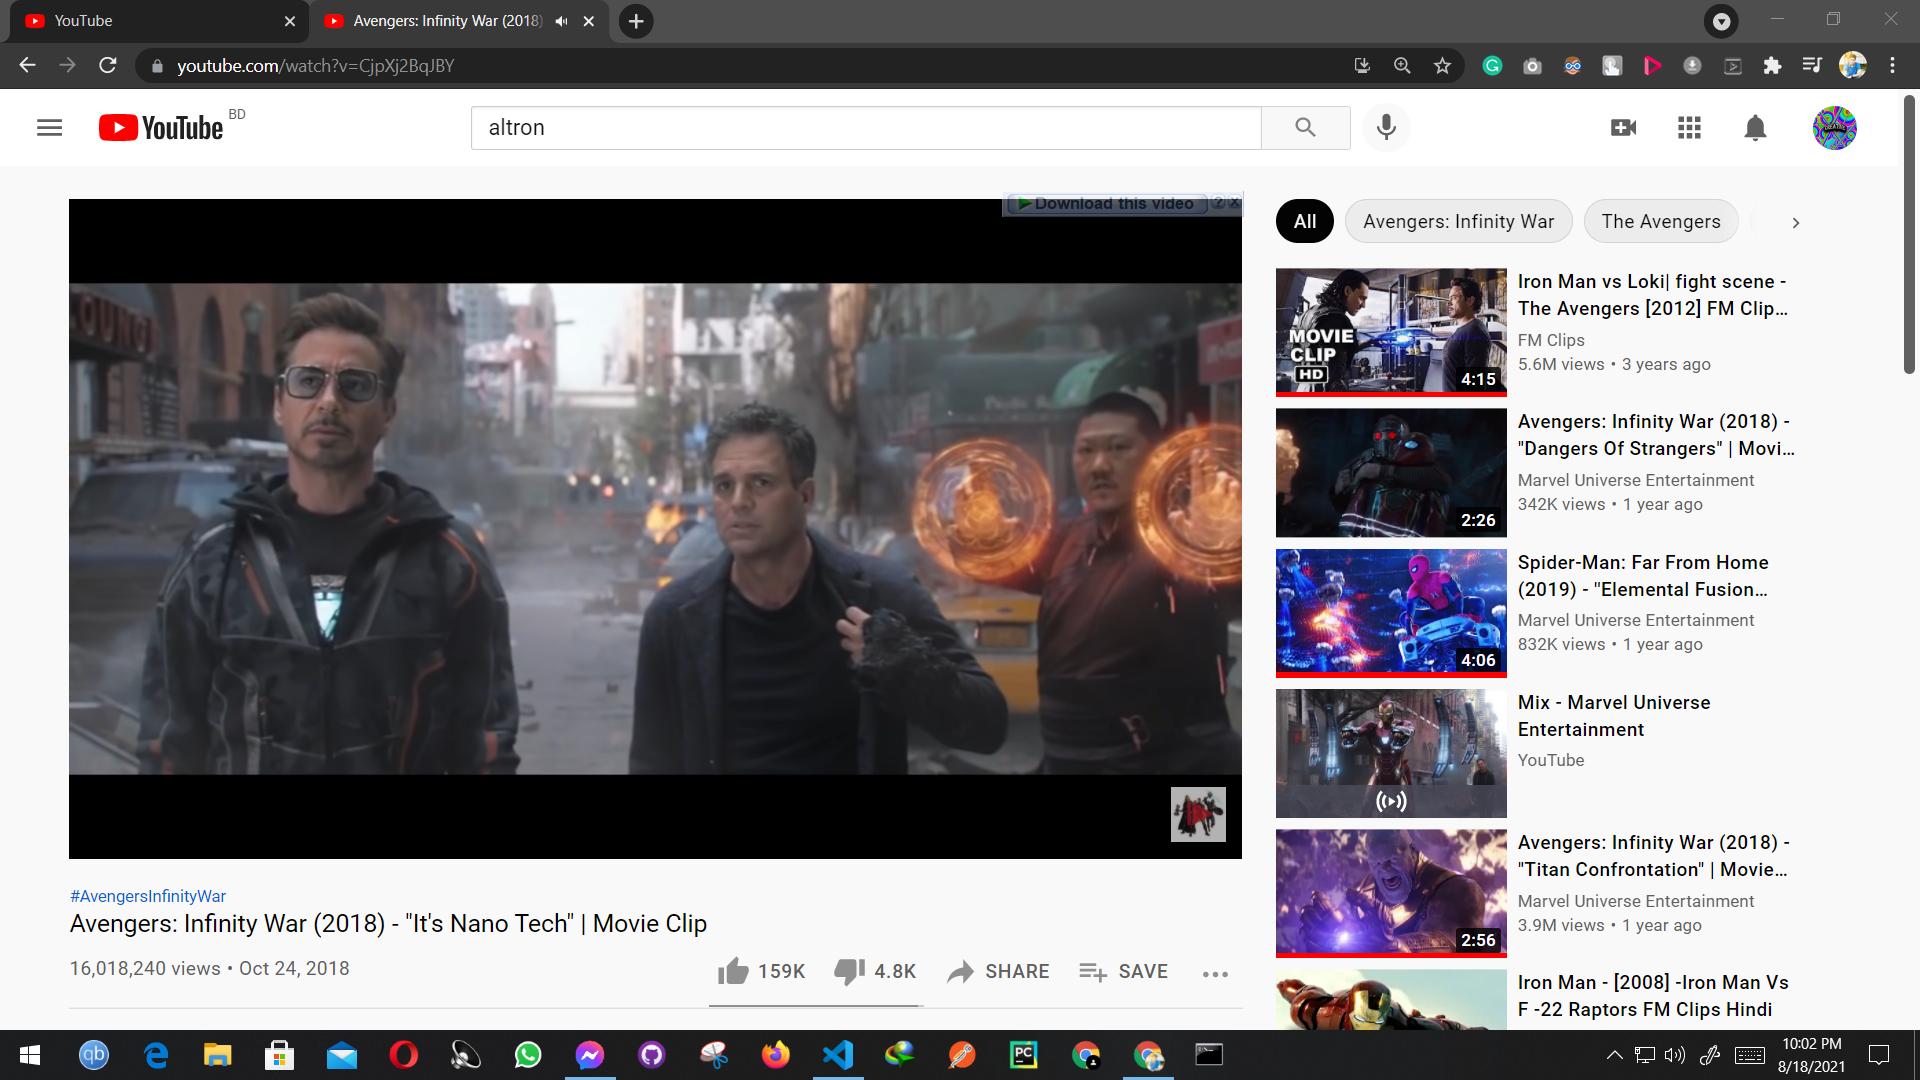 YouTube
Avengers: Infinity War (2018)
youtube.com/watch?v=CjpXj2BqJBY
YouTube BD
altron
Download this video
All
Avengers: Infinity War
The Avengers
MOVIE
CLIP
HD
4:15
Iron Man vs Loki| fight scene -
The Avengers [2012] FM Clip...
FM Clips
5.6M views • 3 years ago
2:26
Avengers: Infinity War (2018) -
"Dangers Of Strangers" | Movi...
Marvel Universe Entertainment
342K views • 1 year ago
4:06
Spider-Man: Far From Home
(2019) - "Elemental Fusion...
Marvel Universe Entertainment
832K views • 1 year ago
Mix - Marvel Universe
Entertainment
YouTube
2:56
Avengers: Infinity War (2018) -
"Titan Confrontation" | Movie...
Marvel Universe Entertainment
3.9M views • 1 year ago
Iron Man - [2008] -Iron Man Vs
F -22 Raptors FM Clips Hindi
#AvengersInfinityWar
Avengers: Infinity War (2018) - "It's Nano Tech" | Movie Clip
16,018,240 views • Oct 24, 2018
159K
4.8K
SHARE
SAVE
qb
PC
10:02 PM
8/18/2021